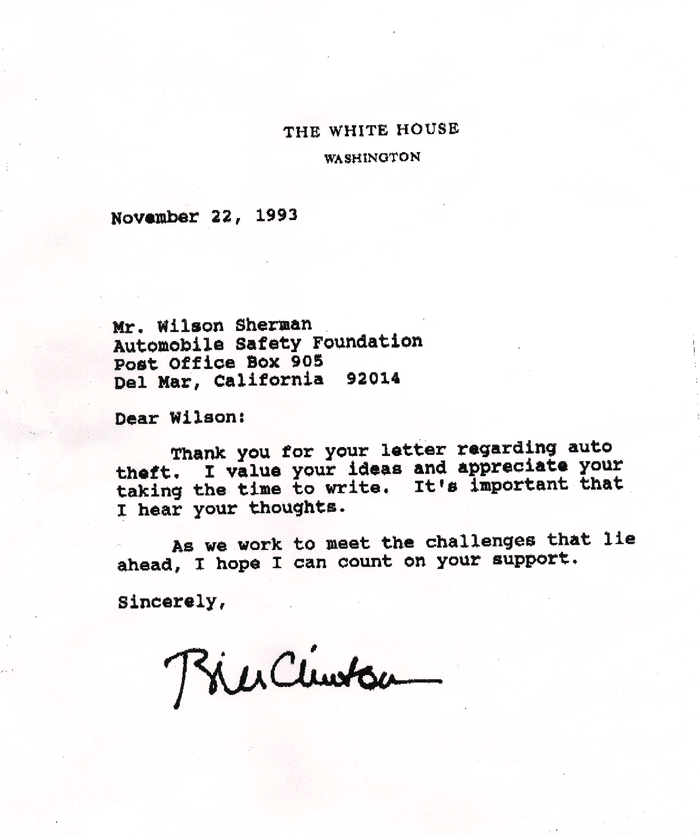 THE WHITE HOUSE
WASHINGTON
November 22, 1993
Mr. Wilson Sherman
Automobile Safety Foundation
Post Office Box 905
Del Mar, California 92014
Dear Wilson:
Thank you for your letter regarding auto
theft. I value your ideas and appreciate your
taking the time to write. It's important that
I hear your thoughts.
As we work to meet the challenges that lie
ahead, I hope I can count on your support.
Sincerely,
Bill Clinton